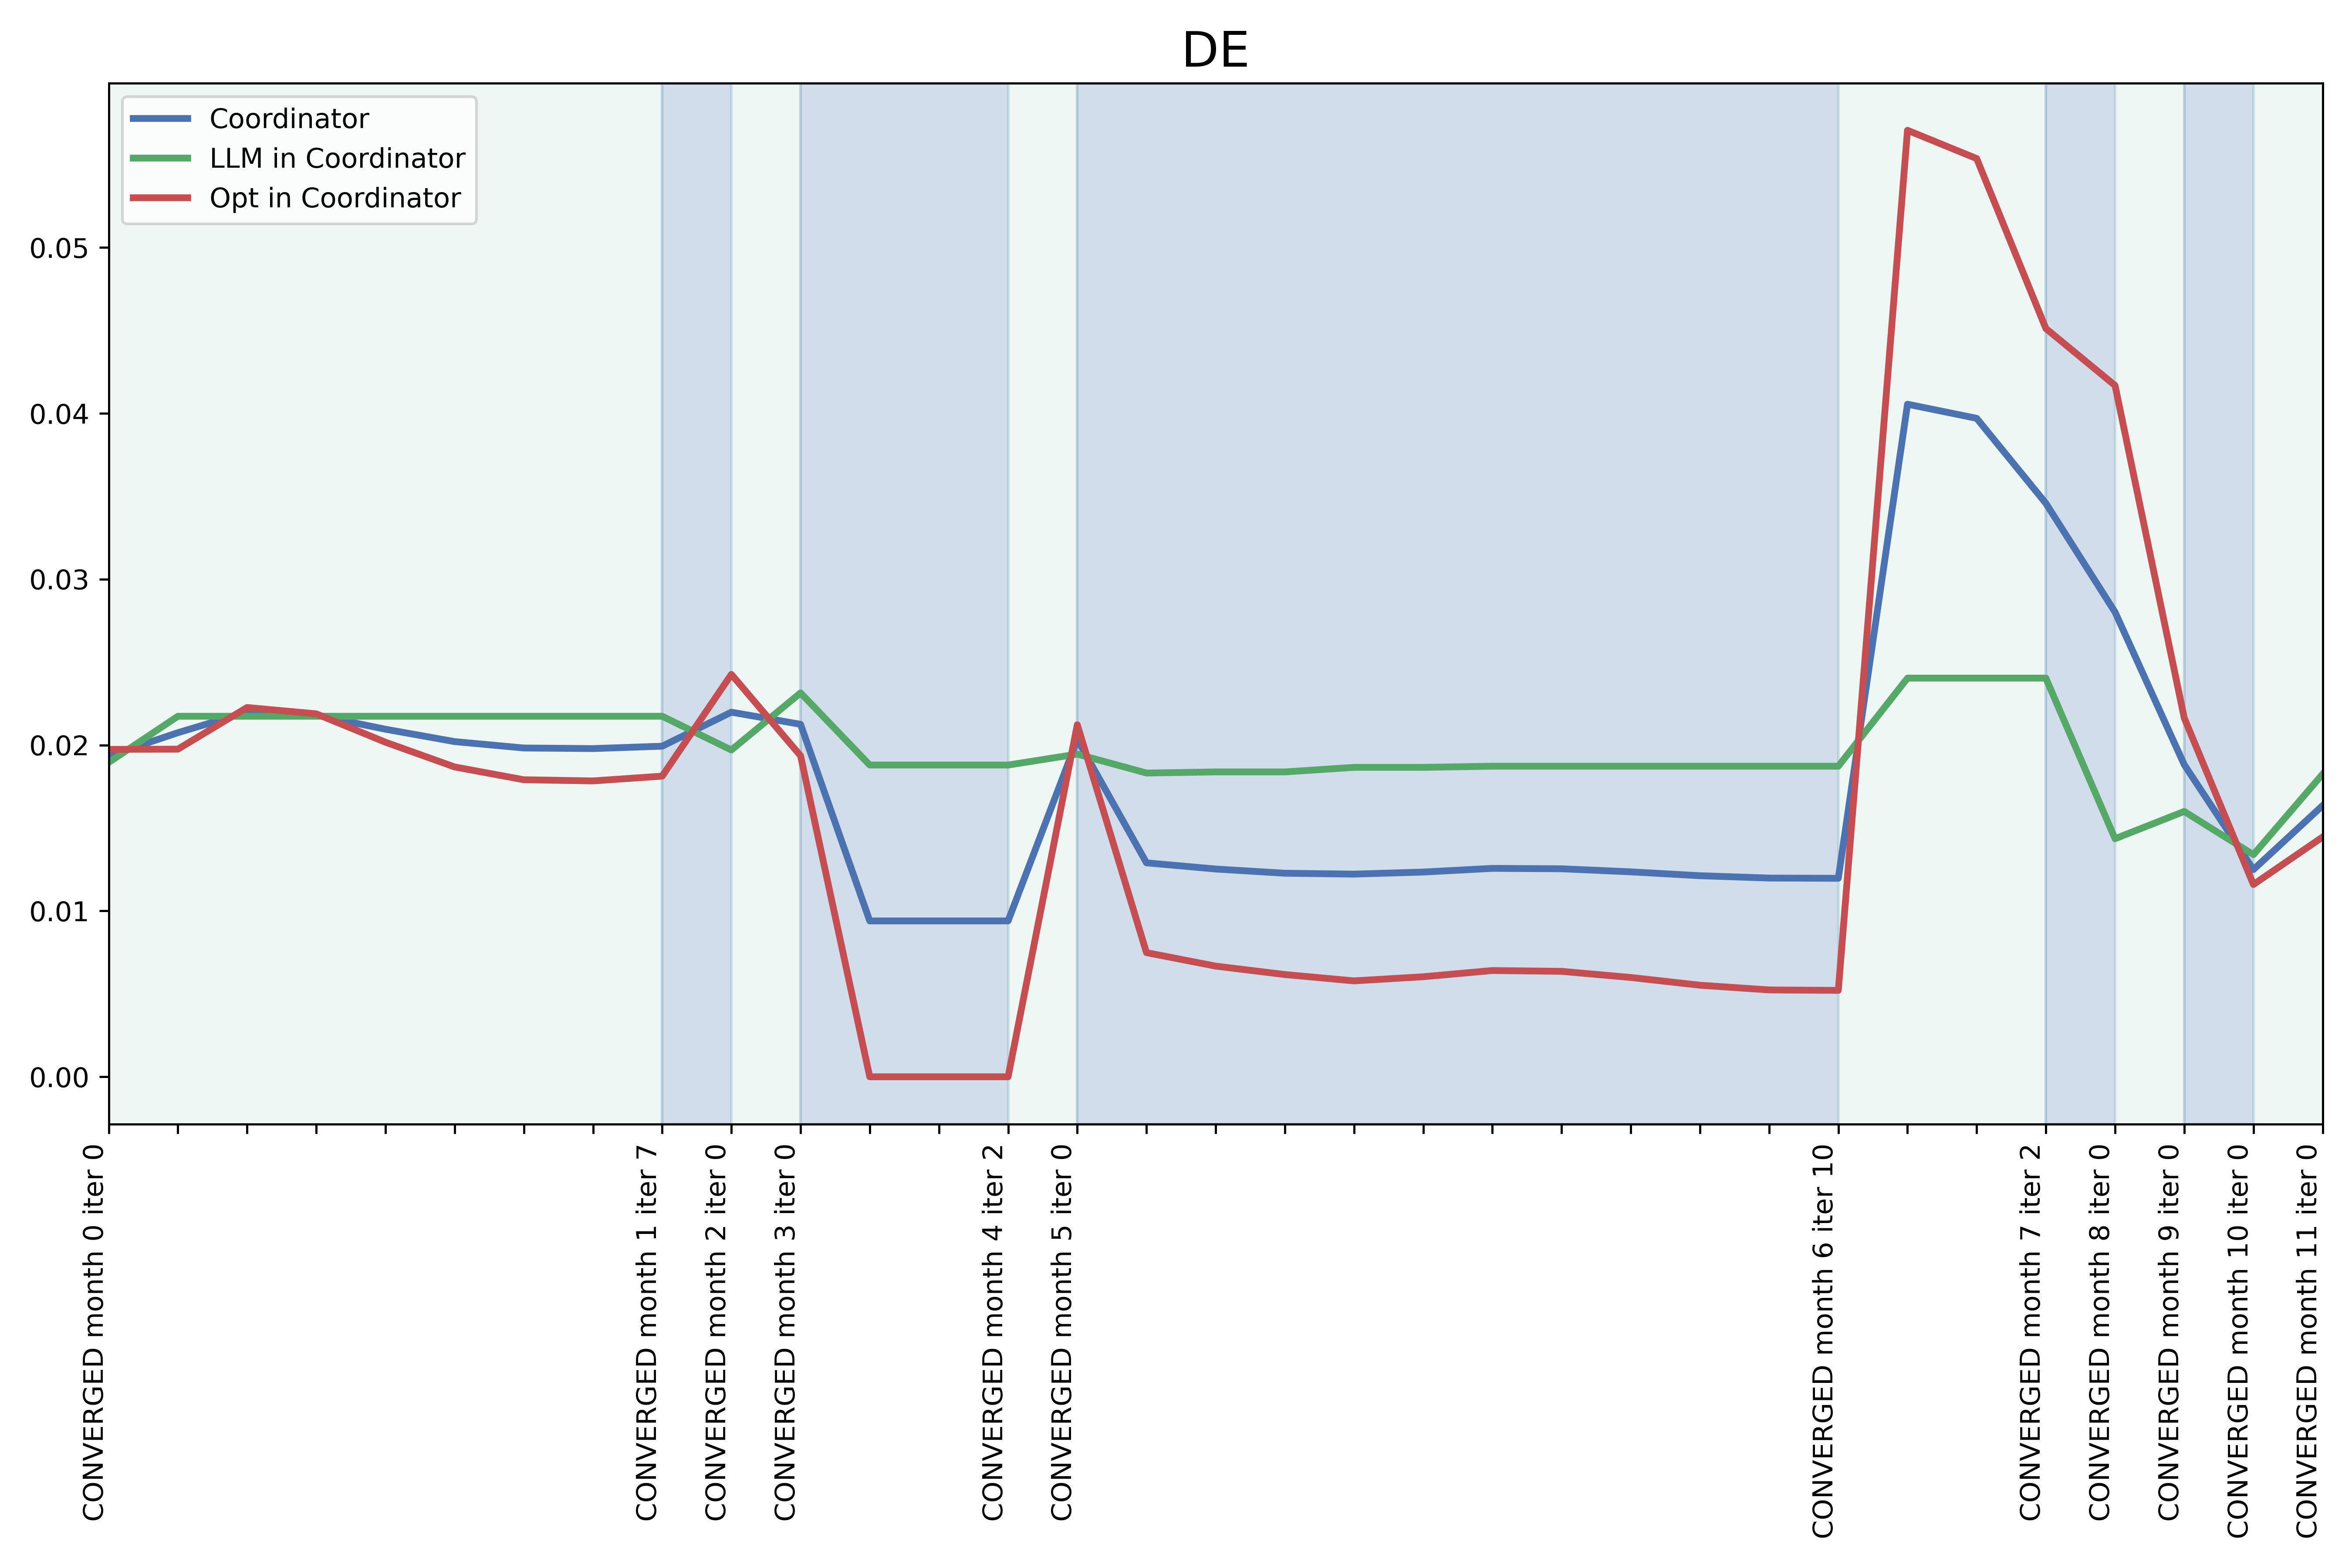 DE
Coordinator
LLM in Coordinator
Opt in Coordinator
0.05
0.04
0.03
0.02
0.01
0.00
CONVERGED month 0 iter 0
CONVERGED month 1 iter 7
CONVERGED month 2 iter 0
CONVERGED month 3 iter 0
CONVERGED month 4 iter 2
CONVERGED month 5 iter 0
CONVERGED month 6 iter 10
CONVERGED month 7 iter 2
CONVERGED month 8 iter 0
CONVERGED month 9 iter 0
CONVERGED month 10 iter 0
CONVERGED month 11 iter 0